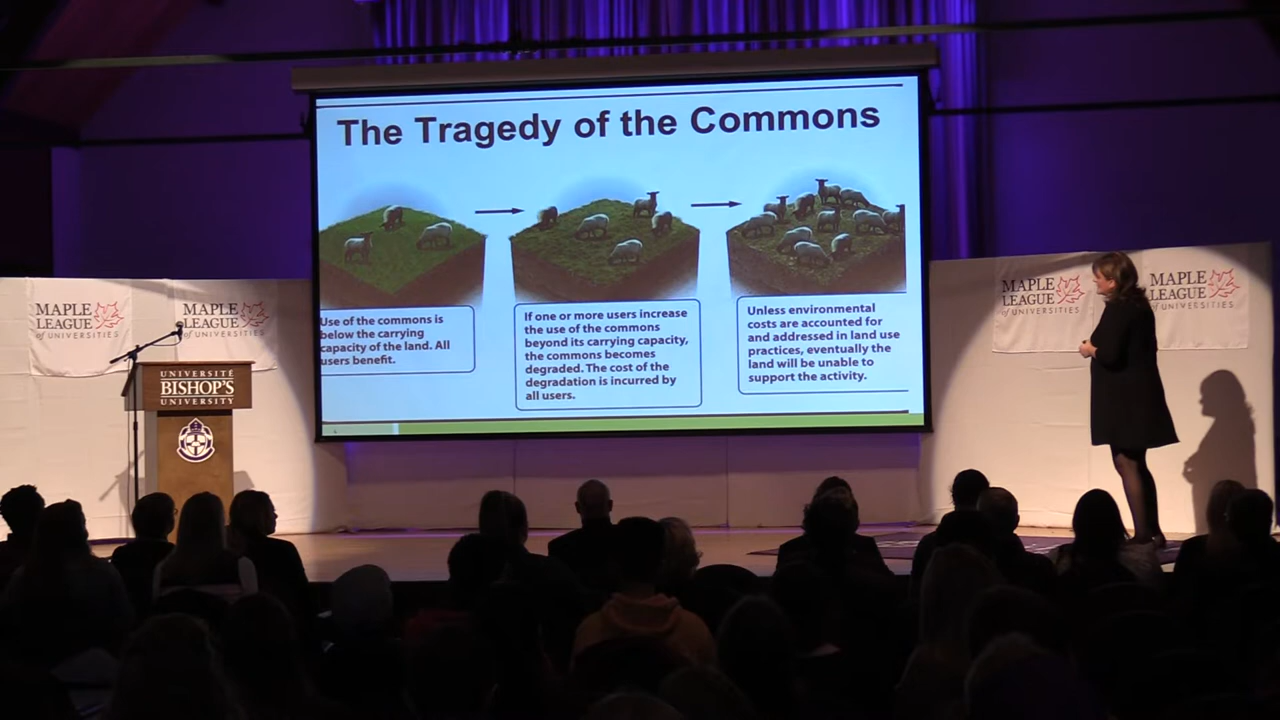 The Tragedy of the Commons
Use of the commons is
below the carrying
capacity of the land. All
users benefit.
If one or more users increase
the use of the commons
beyond its carrying capacity,
the commons becomes
degraded. The cost of the
degradation is incurred by
all users.
Unless environmental
costs are accounted for
and addressed in land use
practices, eventually the
land will be unable to
support the activity.
MAPLE
LEAGUE
of UNIVERSITIES
MAPLE
LEAGUE
of UNIVERSITIES
MAPLE
LEAGUE
of UNIVERSITIES
MAPLE
LEAGUE
of UNIVERSITIES
UNIVERSITÉ
BISHOP'S
UNIVERSITY